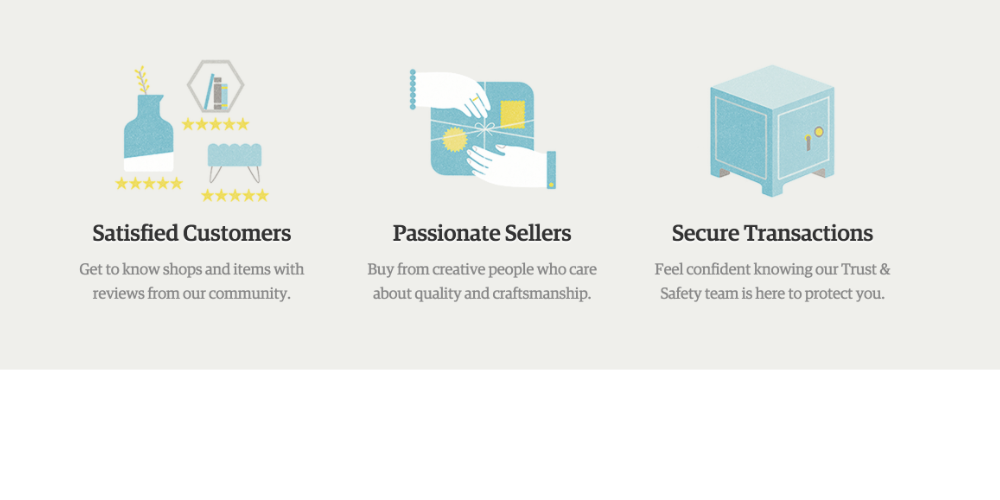 Satisfied Customers
Get to know shops and items with
reviews from our community.
Passionate Sellers
Buy from creative people who care
about quality and craftsmanship.
Secure Transactions
Feel confident knowing our Trust &
Safety team is here to protect you.